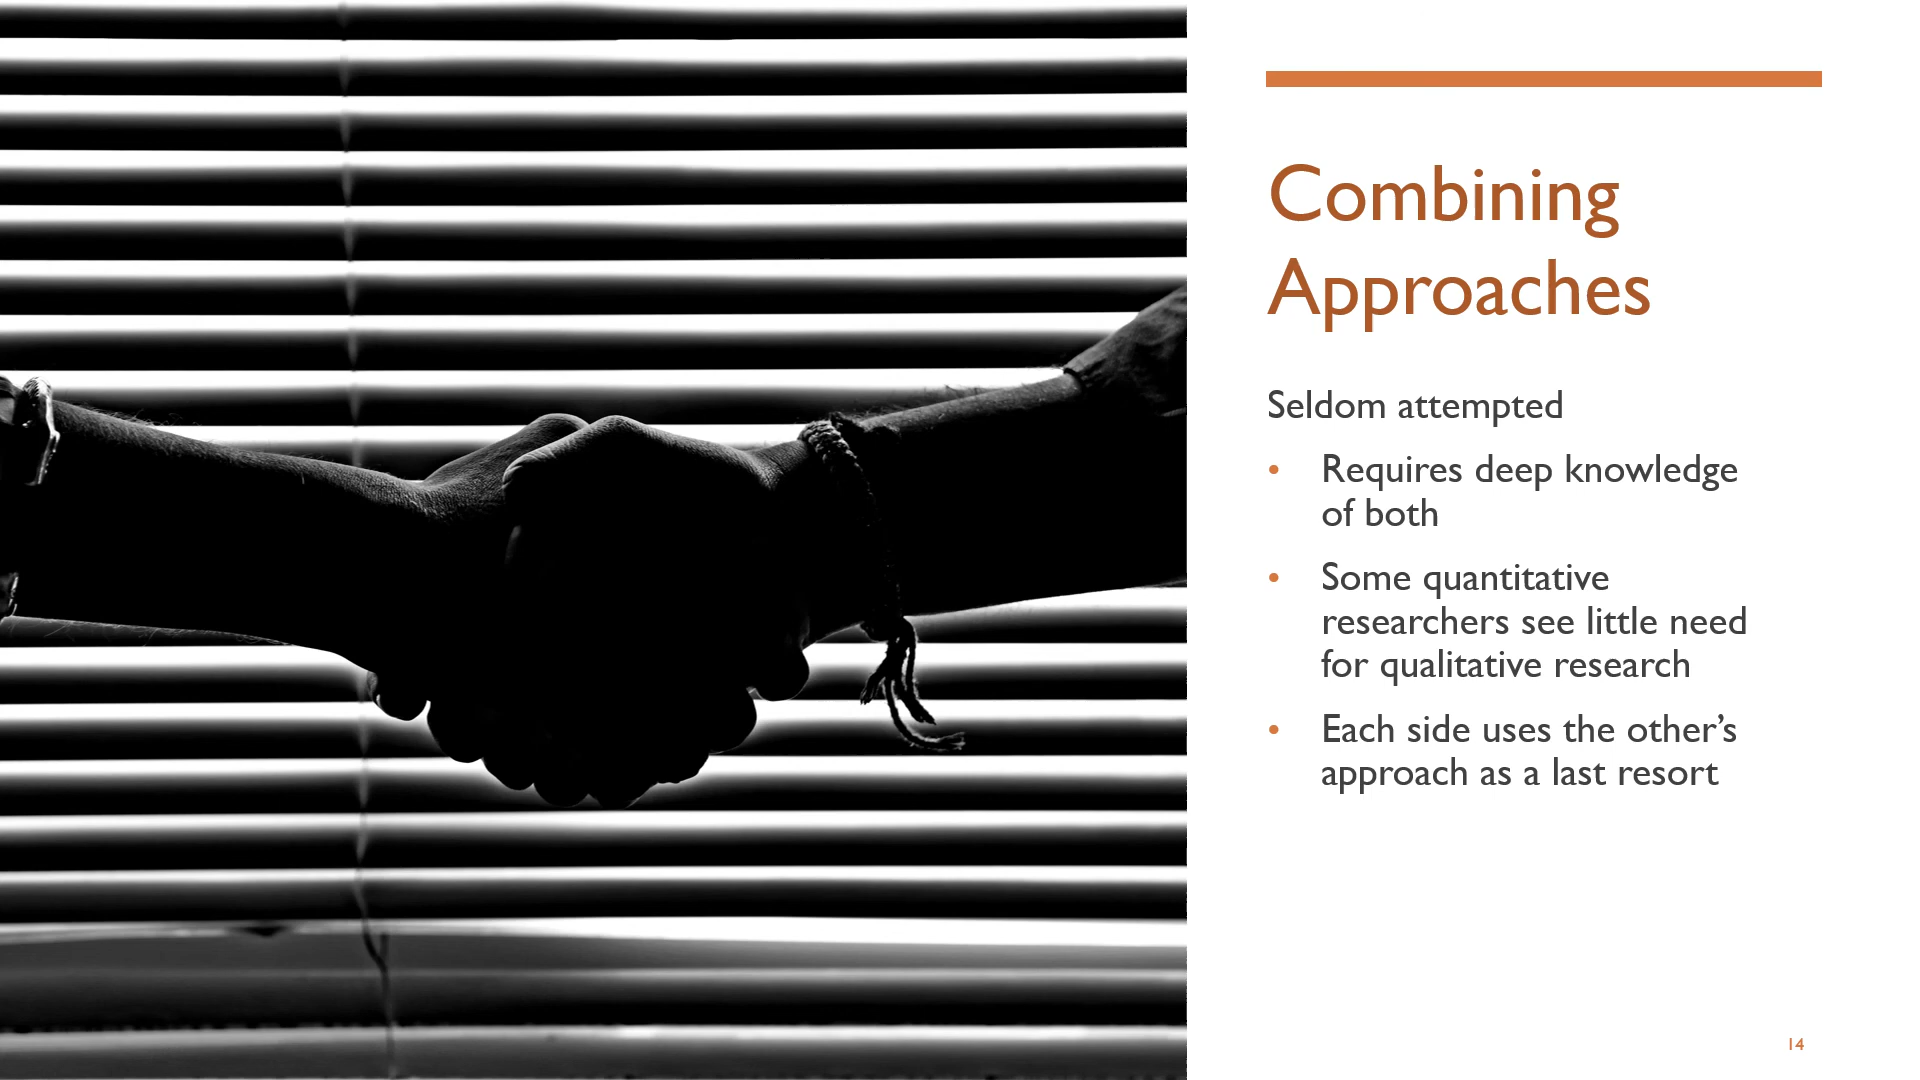 Combining
Approaches
Seldom attempted
• Requires deep knowledge
of both
• Some quantitative
researchers see little need
for qualitative research
• Each side uses the other’s
approach as a last resort
14